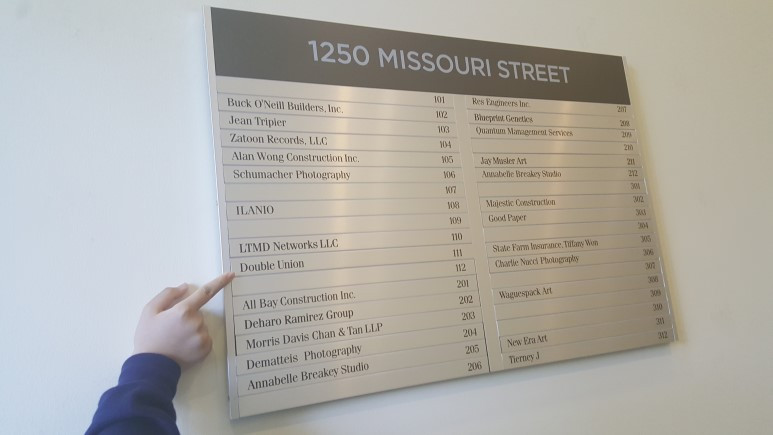 1250 MISSOURI STREET
101
Buck O'Neill Builders, Inc. 102
Jean Tripier 103
Zatoon Records, LLC 104
Alan Wong Construction Inc. 105
Schumacher Photography 106
107
ILANIO 108
109
LTMD Networks LLC 110
Double Union 111
112
All Bay Construction Inc. 201
Deharo Ramirez Group 202
Morris Davis Chan & Tan LLP 203
Dematteis Photography 204
Annabelle Breakey Studio 205
206
Reo Engineers Inc. 207
Blueprint Genetics 208
Quantum Management Services 209
210
Jay Musler Art 211
Annabelle Breakey Studio 212
301
Majestic Construction 302
Good Paper 303
304
State Farm Insurance, Tiffany Won 305
Charlie Nucci Photography 306
307
Waguespack Art 308
309
310
New Era Art 311
Tierney J 312